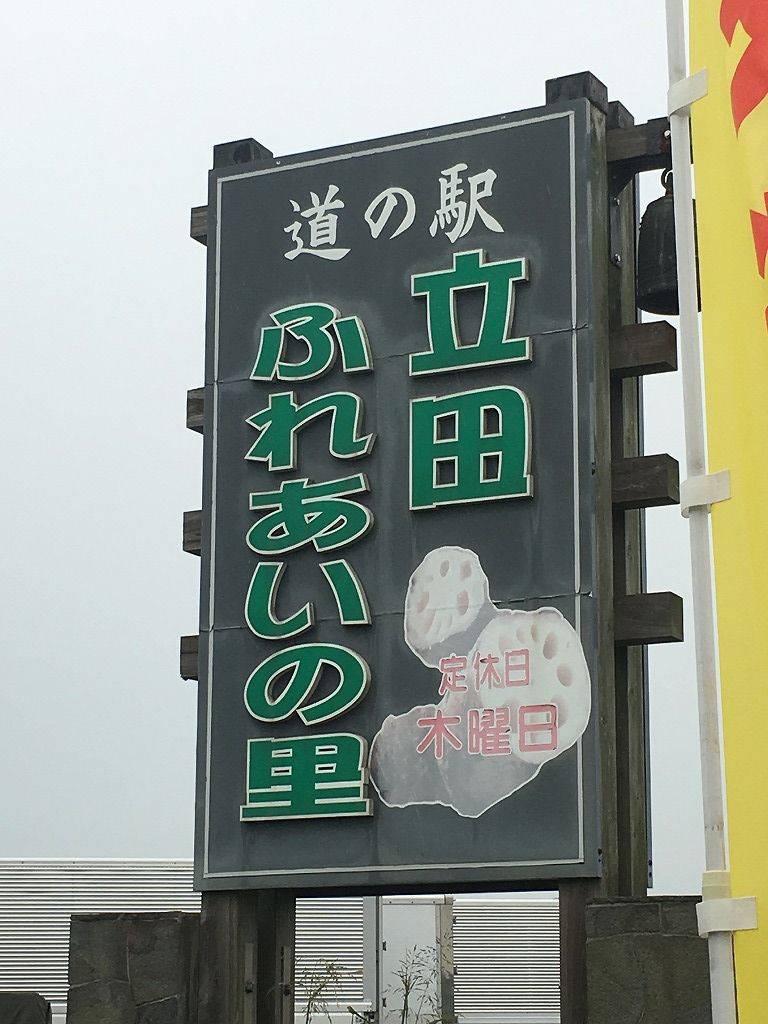 道の駅
立田
ふれあいの里
定休日
木曜日